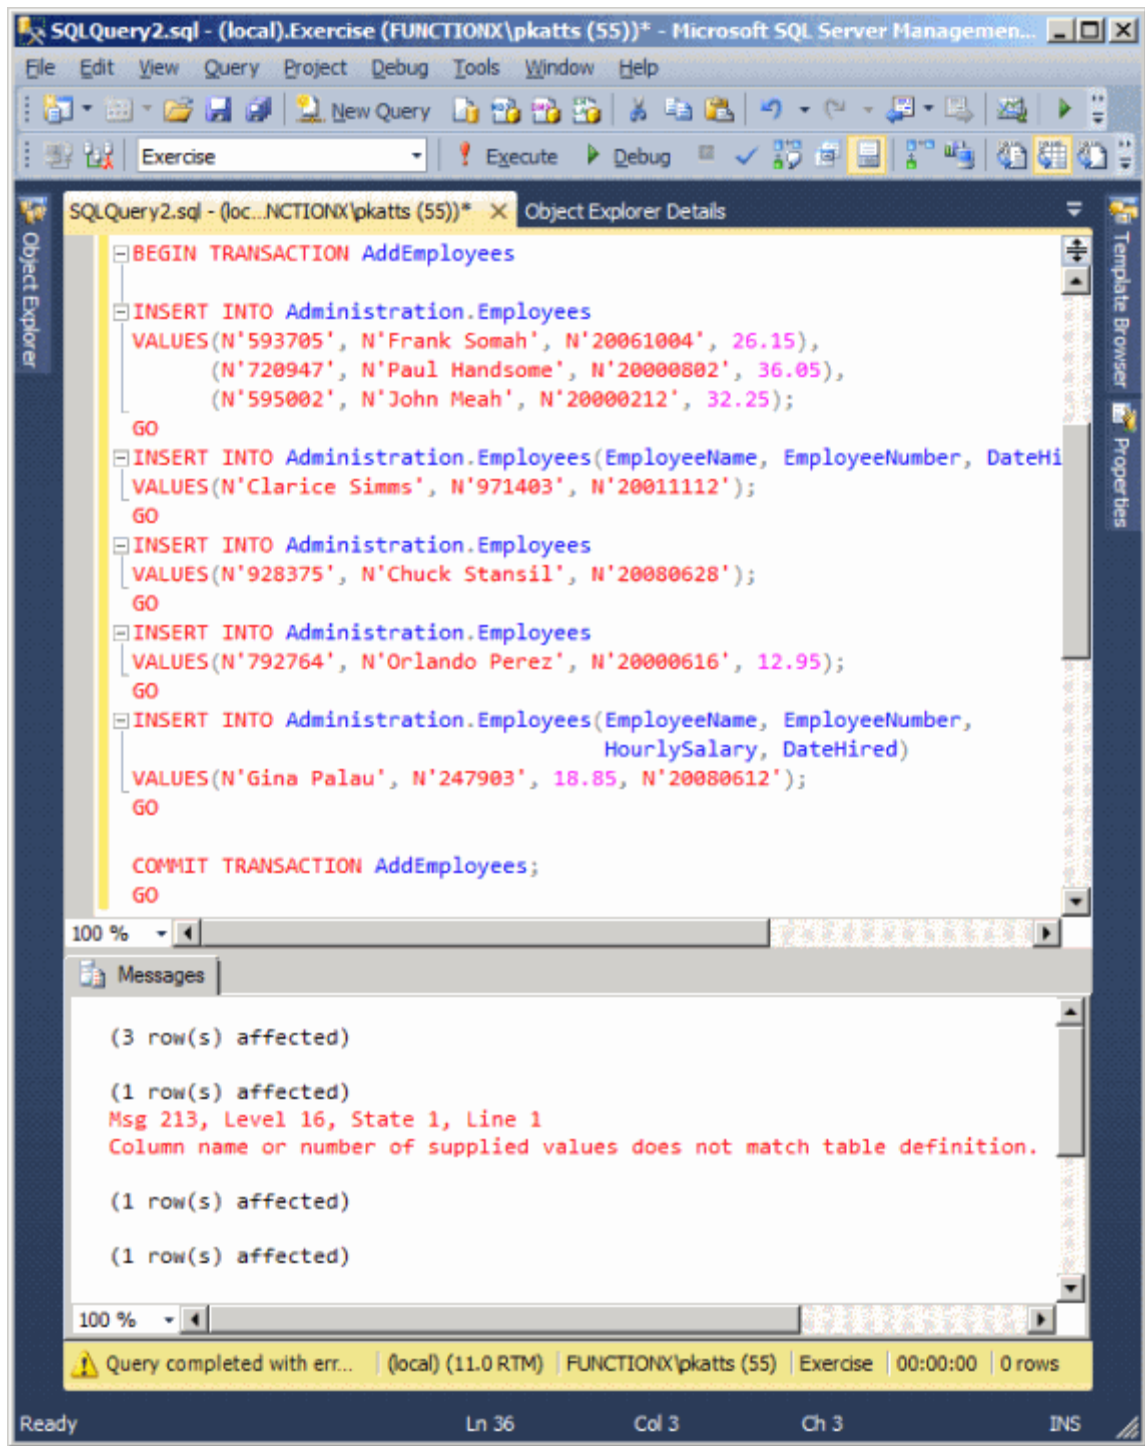 SQLQuery2.sql - (local).Exercise (FUNCTIONX\pkatts (55))* - Microsoft SQL Server Managemen...
File Edit View Query Project Debug Tools Window Help
New Query
Exercise Execute Debug
SQLQuery2.sql - (loc...NCTIONX\pkatts (55))* Object Explorer Details
Object Explorer
Template Browser
Properties
BEGIN TRANSACTION AddEmployees
INSERT INTO Administration.Employees
VALUES(N'593705', N'Frank Somah', N'20061004', 26.15),
(N'720947', N'Paul Handsome', N'20000802', 36.05),
(N'595002', N'John Meah', N'20000212', 32.25);
GO
INSERT INTO Administration.Employees(EmployeeName, EmployeeNumber, DateHi
VALUES(N'Clarice Simms', N'971403', N'20011112');
GO
INSERT INTO Administration.Employees
VALUES(N'928375', N'Chuck Stansil', N'20080628');
GO
INSERT INTO Administration.Employees
VALUES(N'792764', N'Orlando Perez', N'20000616', 12.95);
GO
INSERT INTO Administration.Employees(EmployeeName, EmployeeNumber,
HourlySalary, DateHired)
VALUES(N'Gina Palau', N'247903', 18.85, N'20080612');
GO
COMMIT TRANSACTION AddEmployees;
GO
100 %
Messages
(3 row(s) affected)
(1 row(s) affected)
Msg 213, Level 16, State 1, Line 1
Column name or number of supplied values does not match table definition.
(1 row(s) affected)
(1 row(s) affected)
100 %
Query completed with err... (local) (11.0 RTM) FUNCTIONX\pkatts (55) Exercise 00:00:00 0 rows
Ready Ln 36 Col 3 Ch 3 INS